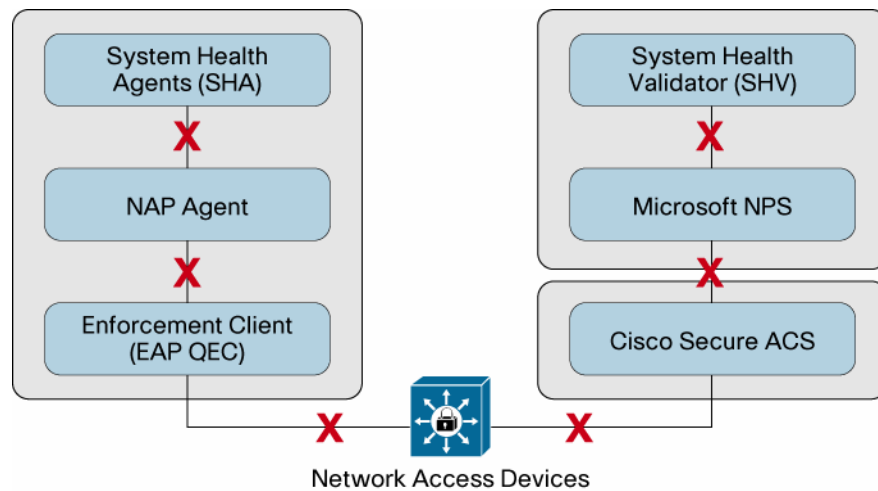 System Health
Agents (SHA)
NAP Agent
Enforcement Client
(EAP QEC)
System Health
Validator (SHV)
Microsoft NPS
Cisco Secure ACS
X
X
X
X
X
X
Network Access Devices